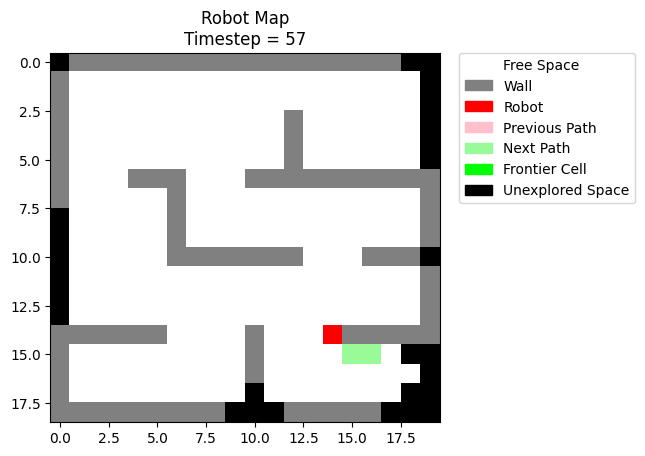 Robot Map
Timestep = 57
0.0
2.5
5.0
7.5
10.0
12.5
15.0
17.5
0.0
2.5
5.0
7.5
10.0
12.5
15.0
17.5
Free Space
Wall
Robot
Previous Path
Next Path
Frontier Cell
Unexplored Space